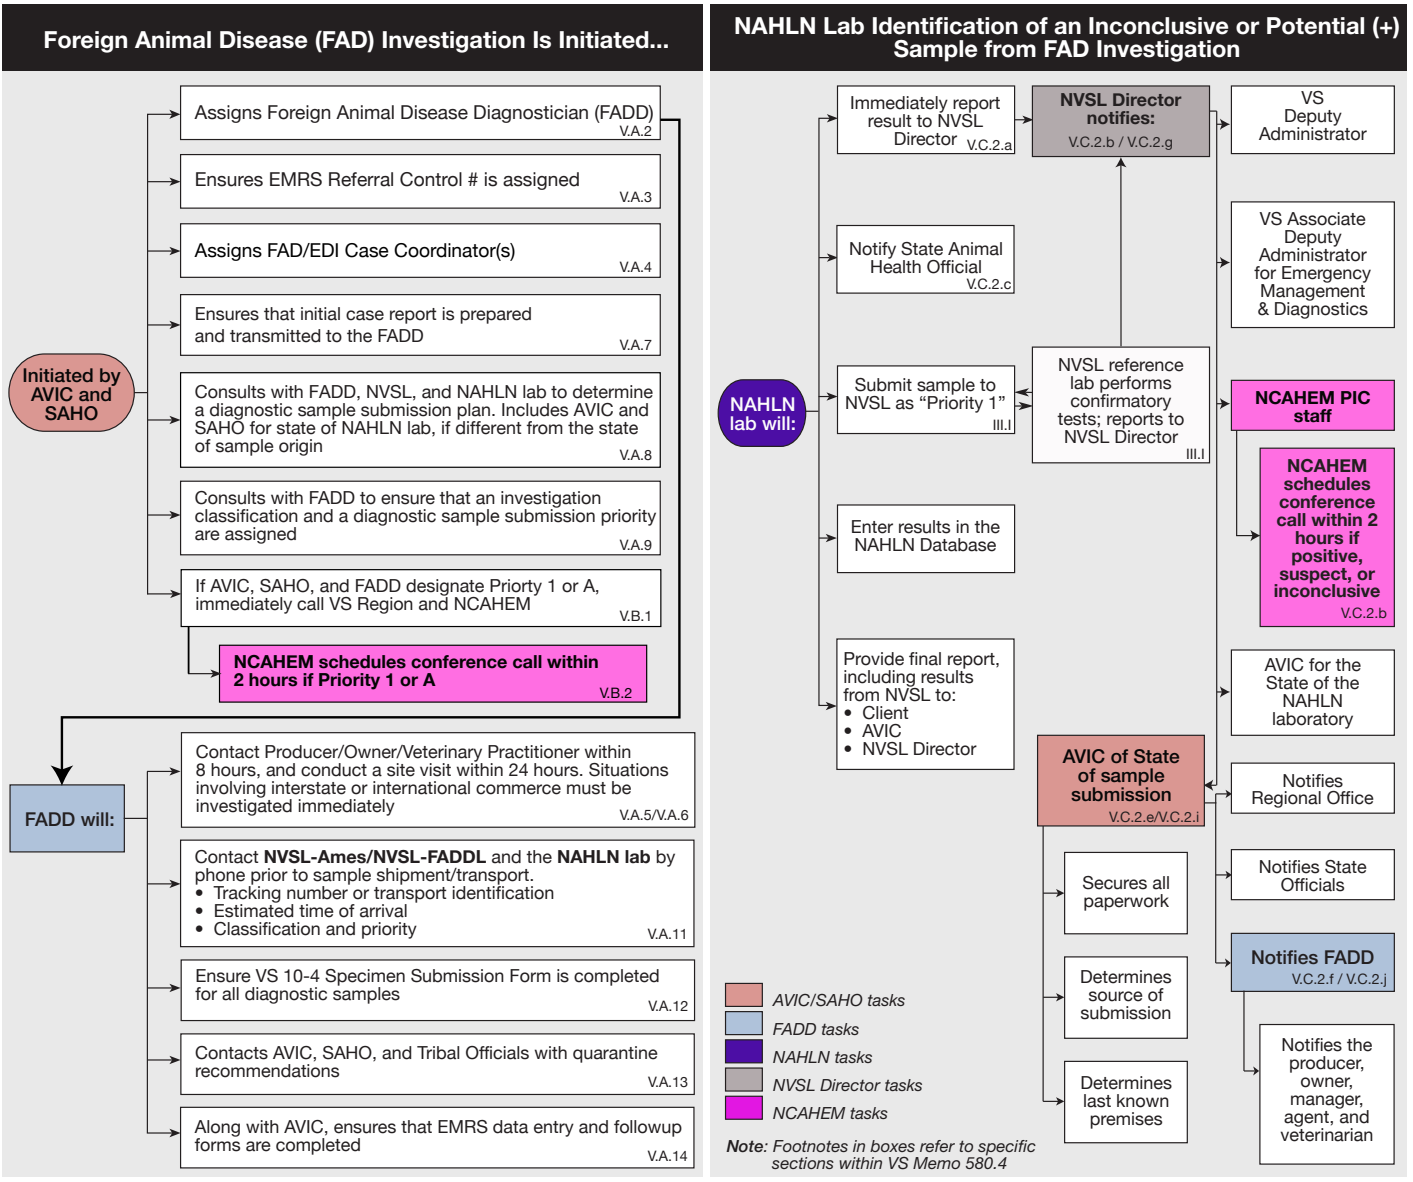 Foreign Animal Disease (FAD) Investigation Is Initiated...
Initiated by
AVIC and
SAHO
Assigns Foreign Animal Disease Diagnostician (FADD)
V.A.2
Ensures EMRS Referral Control # is assigned
V.A.3
Assigns FAD/EDI Case Coordinator(s)
V.A.4
Ensures that initial case report is prepared
and transmitted to the FADD
V.A.7
Consults with FADD, NVSL, and NAHLN lab to determine
a diagnostic sample submission plan. Includes AVIC and
SAHO for state of NAHLN lab, if different from the state
of sample origin
V.A.8
Consults with FADD to ensure that an investigation
classification and a diagnostic sample submission priority
are assigned
V.A.9
If AVIC, SAHO, and FADD designate Priorty 1 or A,
immediately call VS Region and NCAHEM
V.B.1
NCAHEM schedules conference call within
2 hours if Priority 1 or A
V.B.2
FADD will:
Contact Producer/Owner/Veterinary Practitioner within
8 hours, and conduct a site visit within 24 hours. Situations
involving interstate or international commerce must be
investigated immediately
V.A.5/V.A.6
Contact NVSL-Ames/NVSL-FADDL and the NAHLN lab by
phone prior to sample shipment/transport.
• Tracking number or transport identification
• Estimated time of arrival
• Classification and priority
V.A.11
Ensure VS 10-4 Specimen Submission Form is completed
for all diagnostic samples
V.A.12
Contacts AVIC, SAHO, and Tribal Officials with quarantine
recommendations
V.A.13
Along with AVIC, ensures that EMRS data entry and followup
forms are completed
V.A.14
NAHLN Lab Identification of an Inconclusive or Potential (+)
Sample from FAD Investigation
NAHLN
lab will:
Immediately report
result to NVSL
Director
V.C.2.a
Notify State Animal
Health Official
V.C.2.c
Submit sample to
NVSL as “Priority 1”
III.I
Enter results in the
NAHLN Database
Provide final report,
including results
from NVSL to:
• Client
• AVIC
• NVSL Director
NVSL Director
notifies:
V.C.2.b / V.C.2.g
NVSL reference
lab performs
confirmatory
tests; reports to
NVSL Director
III.I
VS
Deputy
Administrator
VS Associate
Deputy
Administrator
for Emergency
Management
& Diagnostics
NCAHEM PIC
staff
NCAHEM
schedules
conference
call within 2
hours if
positive,
suspect, or
inconclusive
V.C.2.b
AVIC for the
State of the
NAHLN
laboratory
AVIC of State
of sample
submission
V.C.2.e/V.C.2.i
Secures all
paperwork
Determines
source of
submission
Determines
last known
premises
Notifies
Regional Office
Notifies State
Officials
Notifies FADD
V.C.2.f / V.C.2.j
Notifies the
producer,
owner,
manager,
agent, and
veterinarian
AVIC/SAHO tasks
FADD tasks
NAHLN tasks
NVSL Director tasks
NCAHEM tasks
Note: Footnotes in boxes refer to specific
sections within VS Memo 580.4